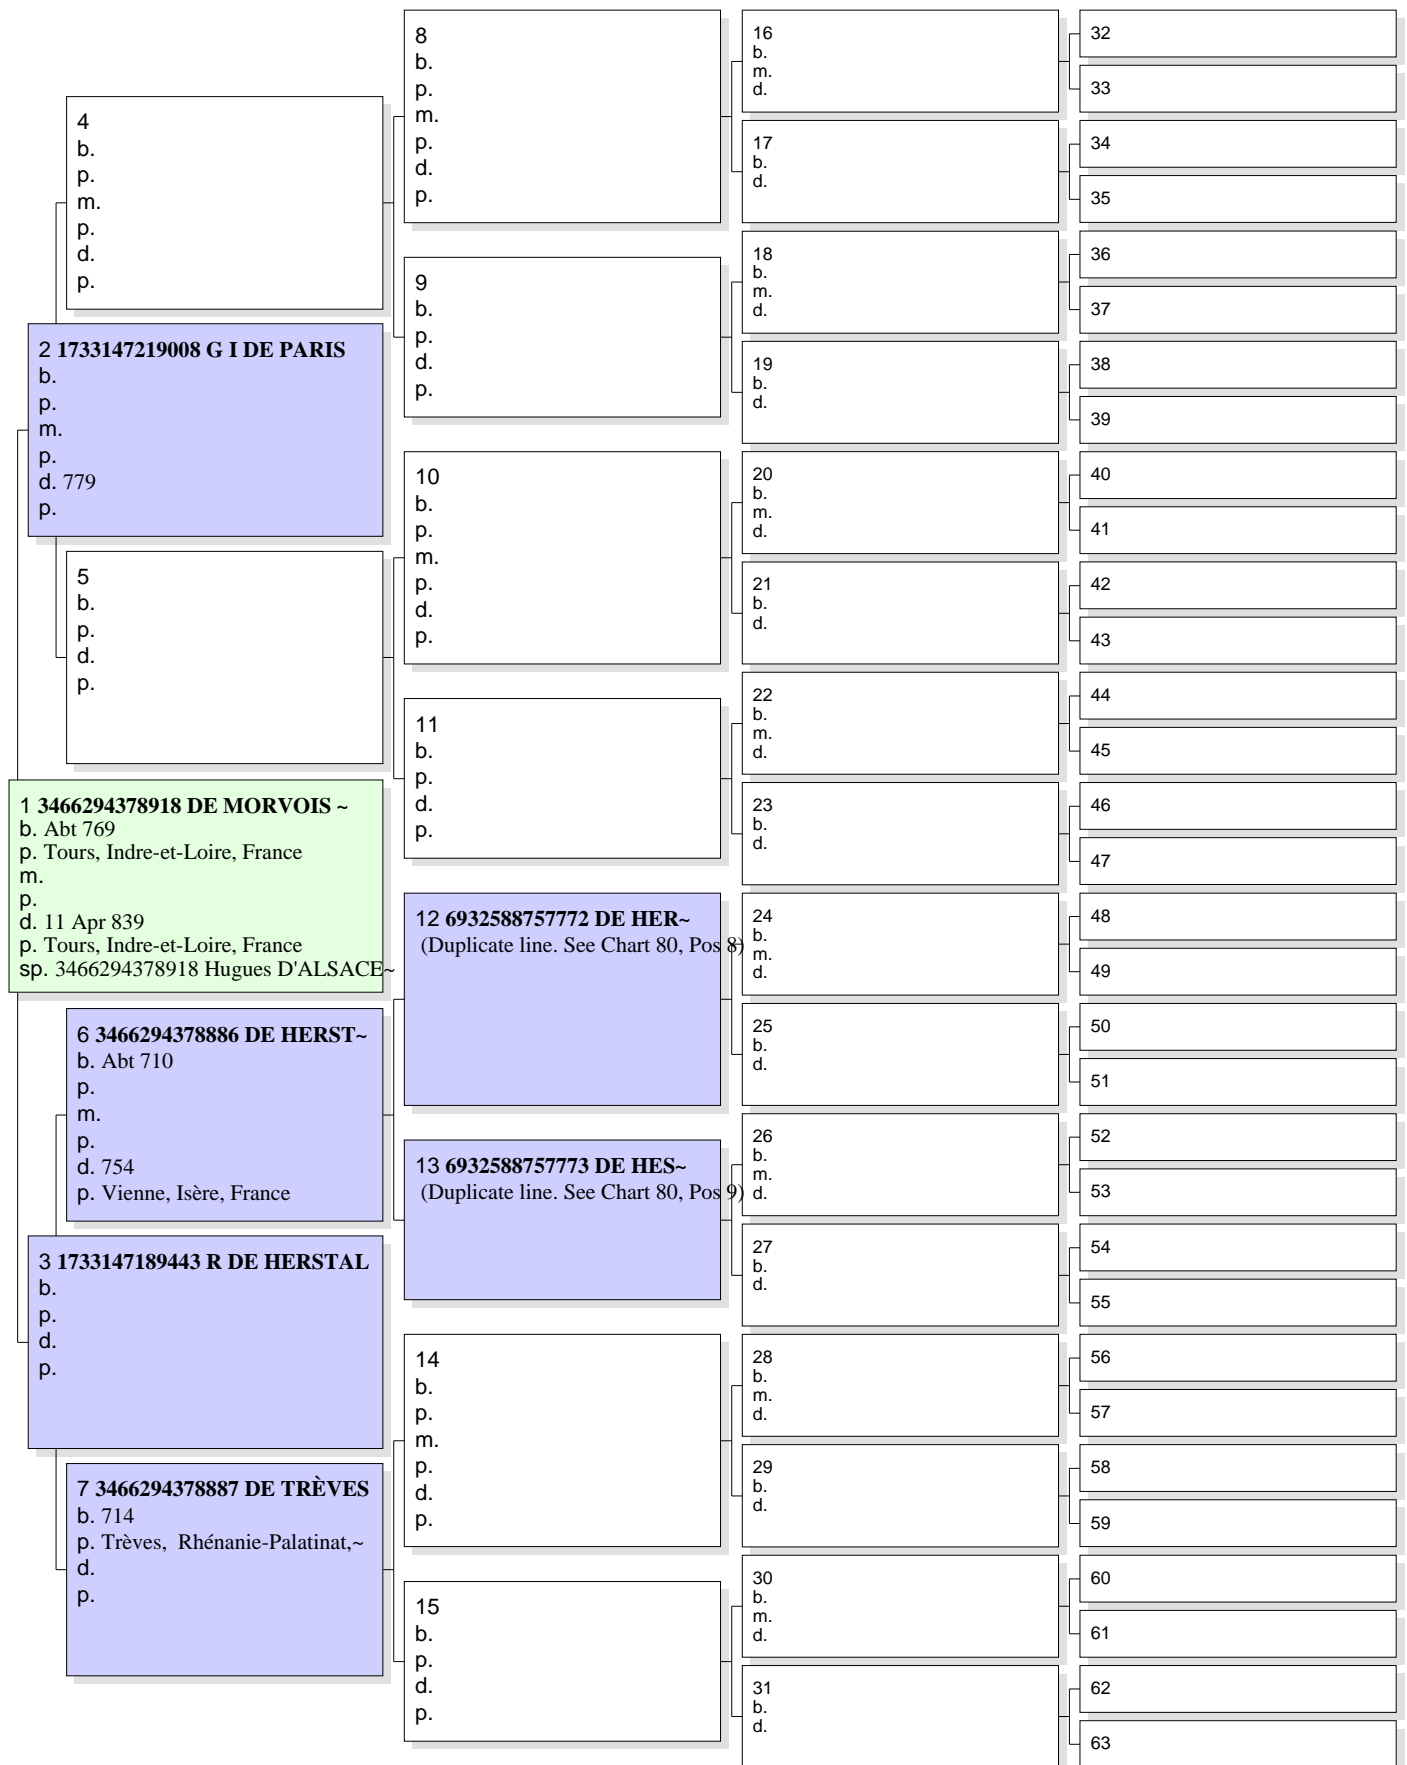 8
b.
p.
m.
p.
d.
p.
16
b.
m.
d.
32
33
4
b.
p.
m.
p.
d.
p.
17
b.
d.
34
35
9
b.
p.
d.
p.
18
b.
m.
d.
36
37
2 1733147219008 G I DE PARIS
b.
p.
m.
p.
d. 779
p.
19
b.
d.
38
39
10
b.
p.
m.
p.
d.
p.
20
b.
m.
d.
40
41
5
b.
p.
d.
p.
21
b.
d.
42
43
11
b.
p.
d.
p.
22
b.
m.
d.
44
45
1 3466294378918 DE MORVOIS ~
b. Abt 769
p. Tours, Indre-et-Loire, France
m.
p.
d. 11 Apr 839
p. Tours, Indre-et-Loire, France
sp. 3466294378918 Hugues D'ALSACE~
23
b.
d.
46
47
12 6932588757772 DE HER~
(Duplicate line. See Chart 80, Pos 8)
24
b.
m.
d.
48
49
6 3466294378886 DE HERST~
b. Abt 710
p.
m.
p.
d. 754
p. Vienne, Isère, France
25
b.
d.
50
51
13 6932588757773 DE HES~
(Duplicate line. See Chart 80, Pos 9)
26
b.
m.
d.
52
53
3 1733147189443 R DE HERSTAL
b.
p.
d.
p.
27
b.
d.
54
55
14
b.
p.
m.
p.
d.
p.
28
b.
m.
d.
56
57
7 3466294378887 DE TRÈVES
b. 714
p. Trèves, Rhénanie-Palatinat,~
d.
p.
29
b.
d.
58
59
15
b.
p.
d.
p.
30
b.
m.
d.
60
61
31
b.
d.
62
63